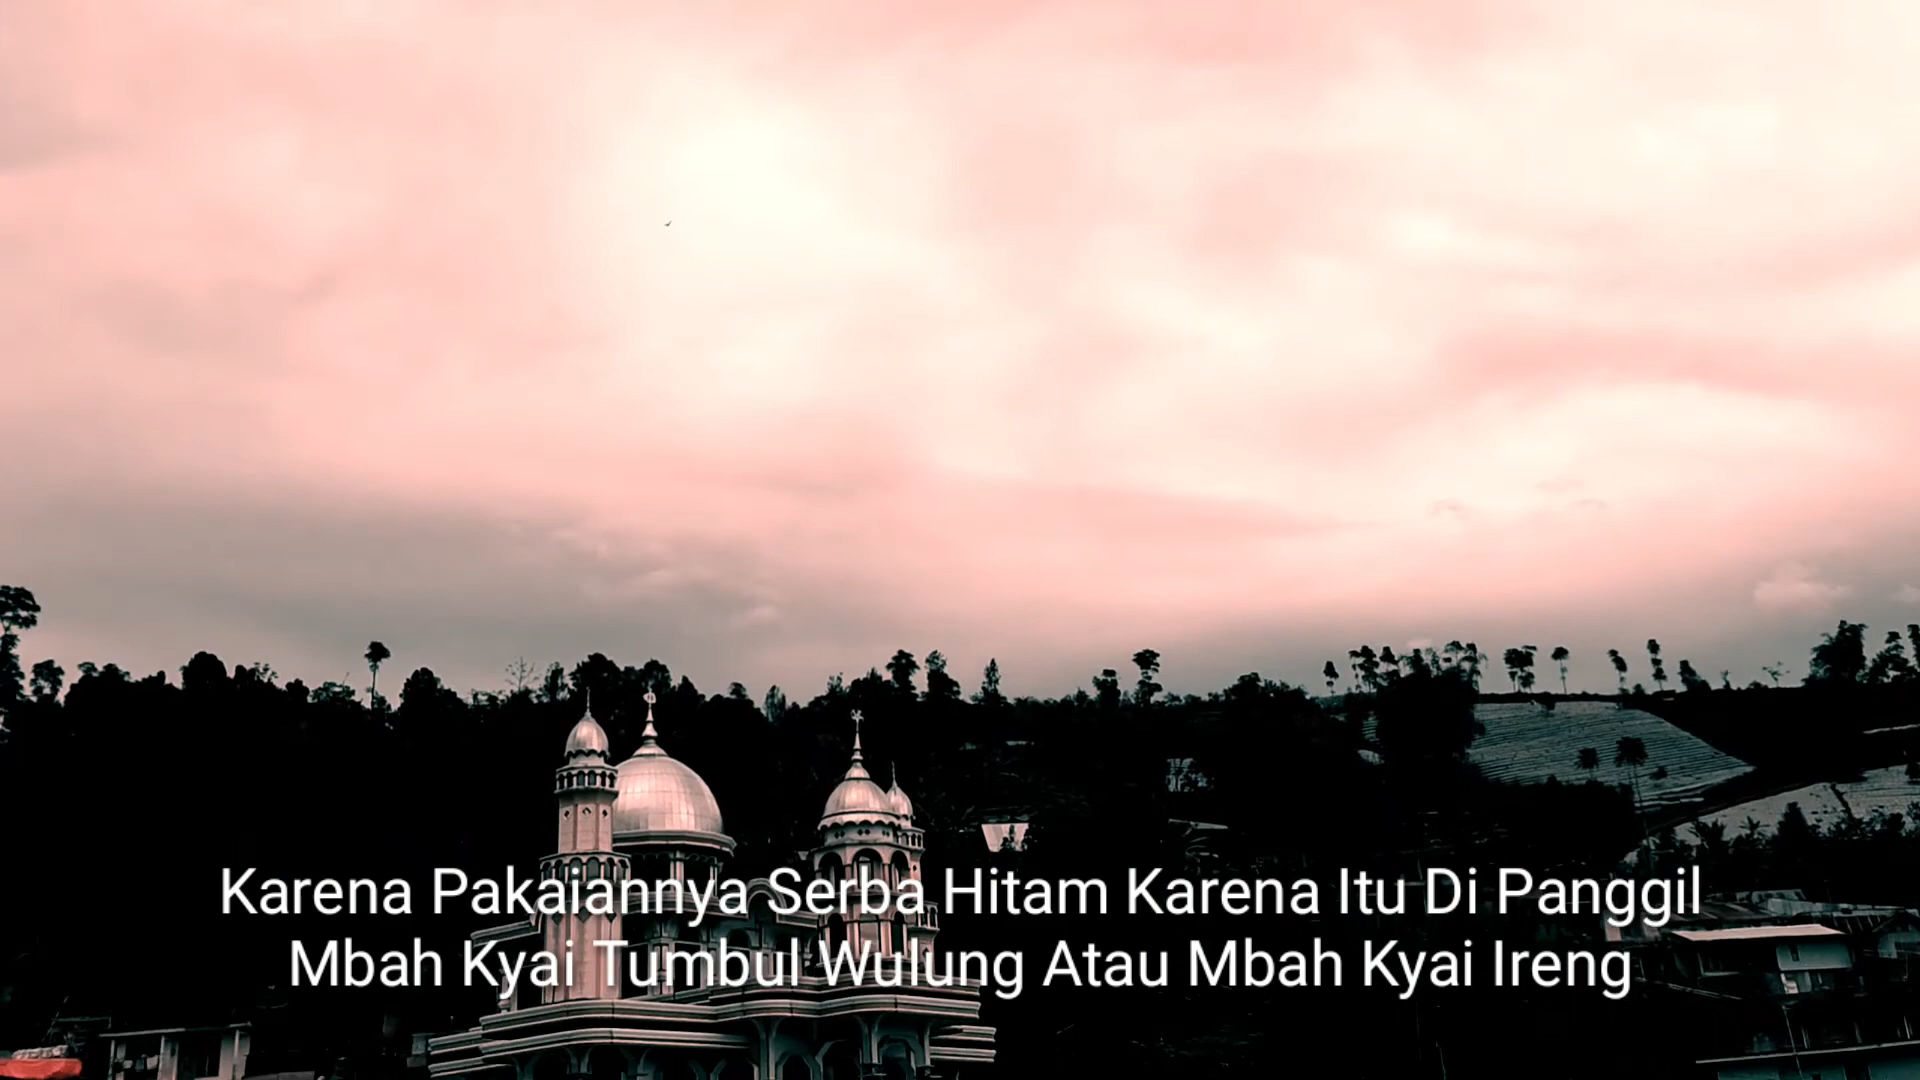 Karena Pakaiannya Serba Hitam Karena Itu Di Panggil
Mbah Kyai Tumbul Wulung Atau Mbah Kyai Ireng